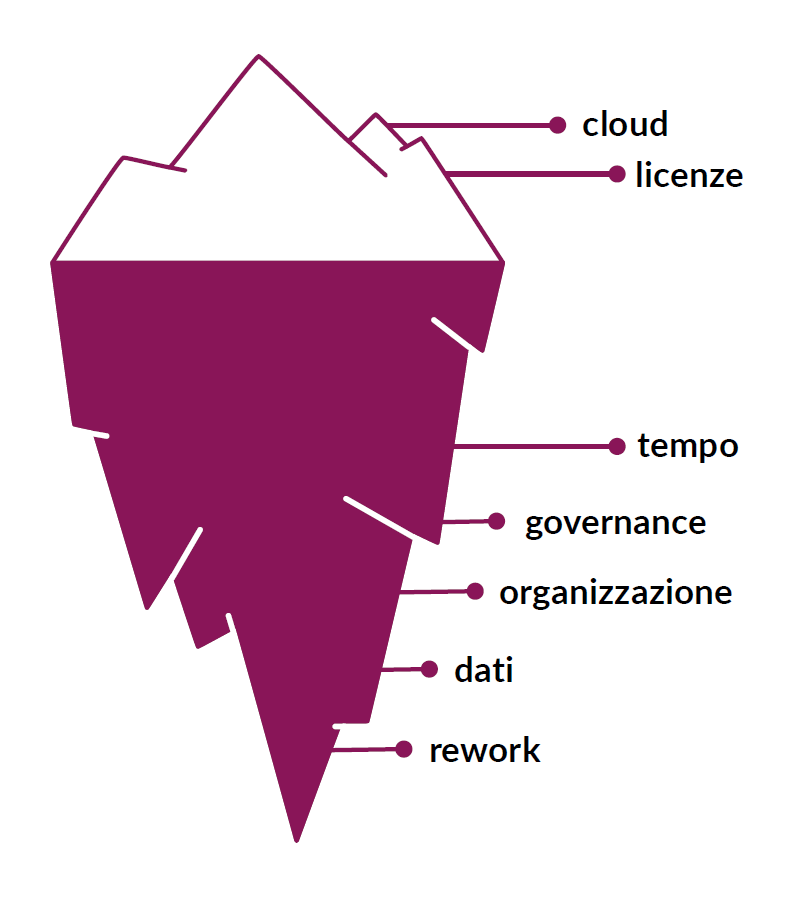 cloud
licenze
tempo
governance
organizzazione
dati
rework